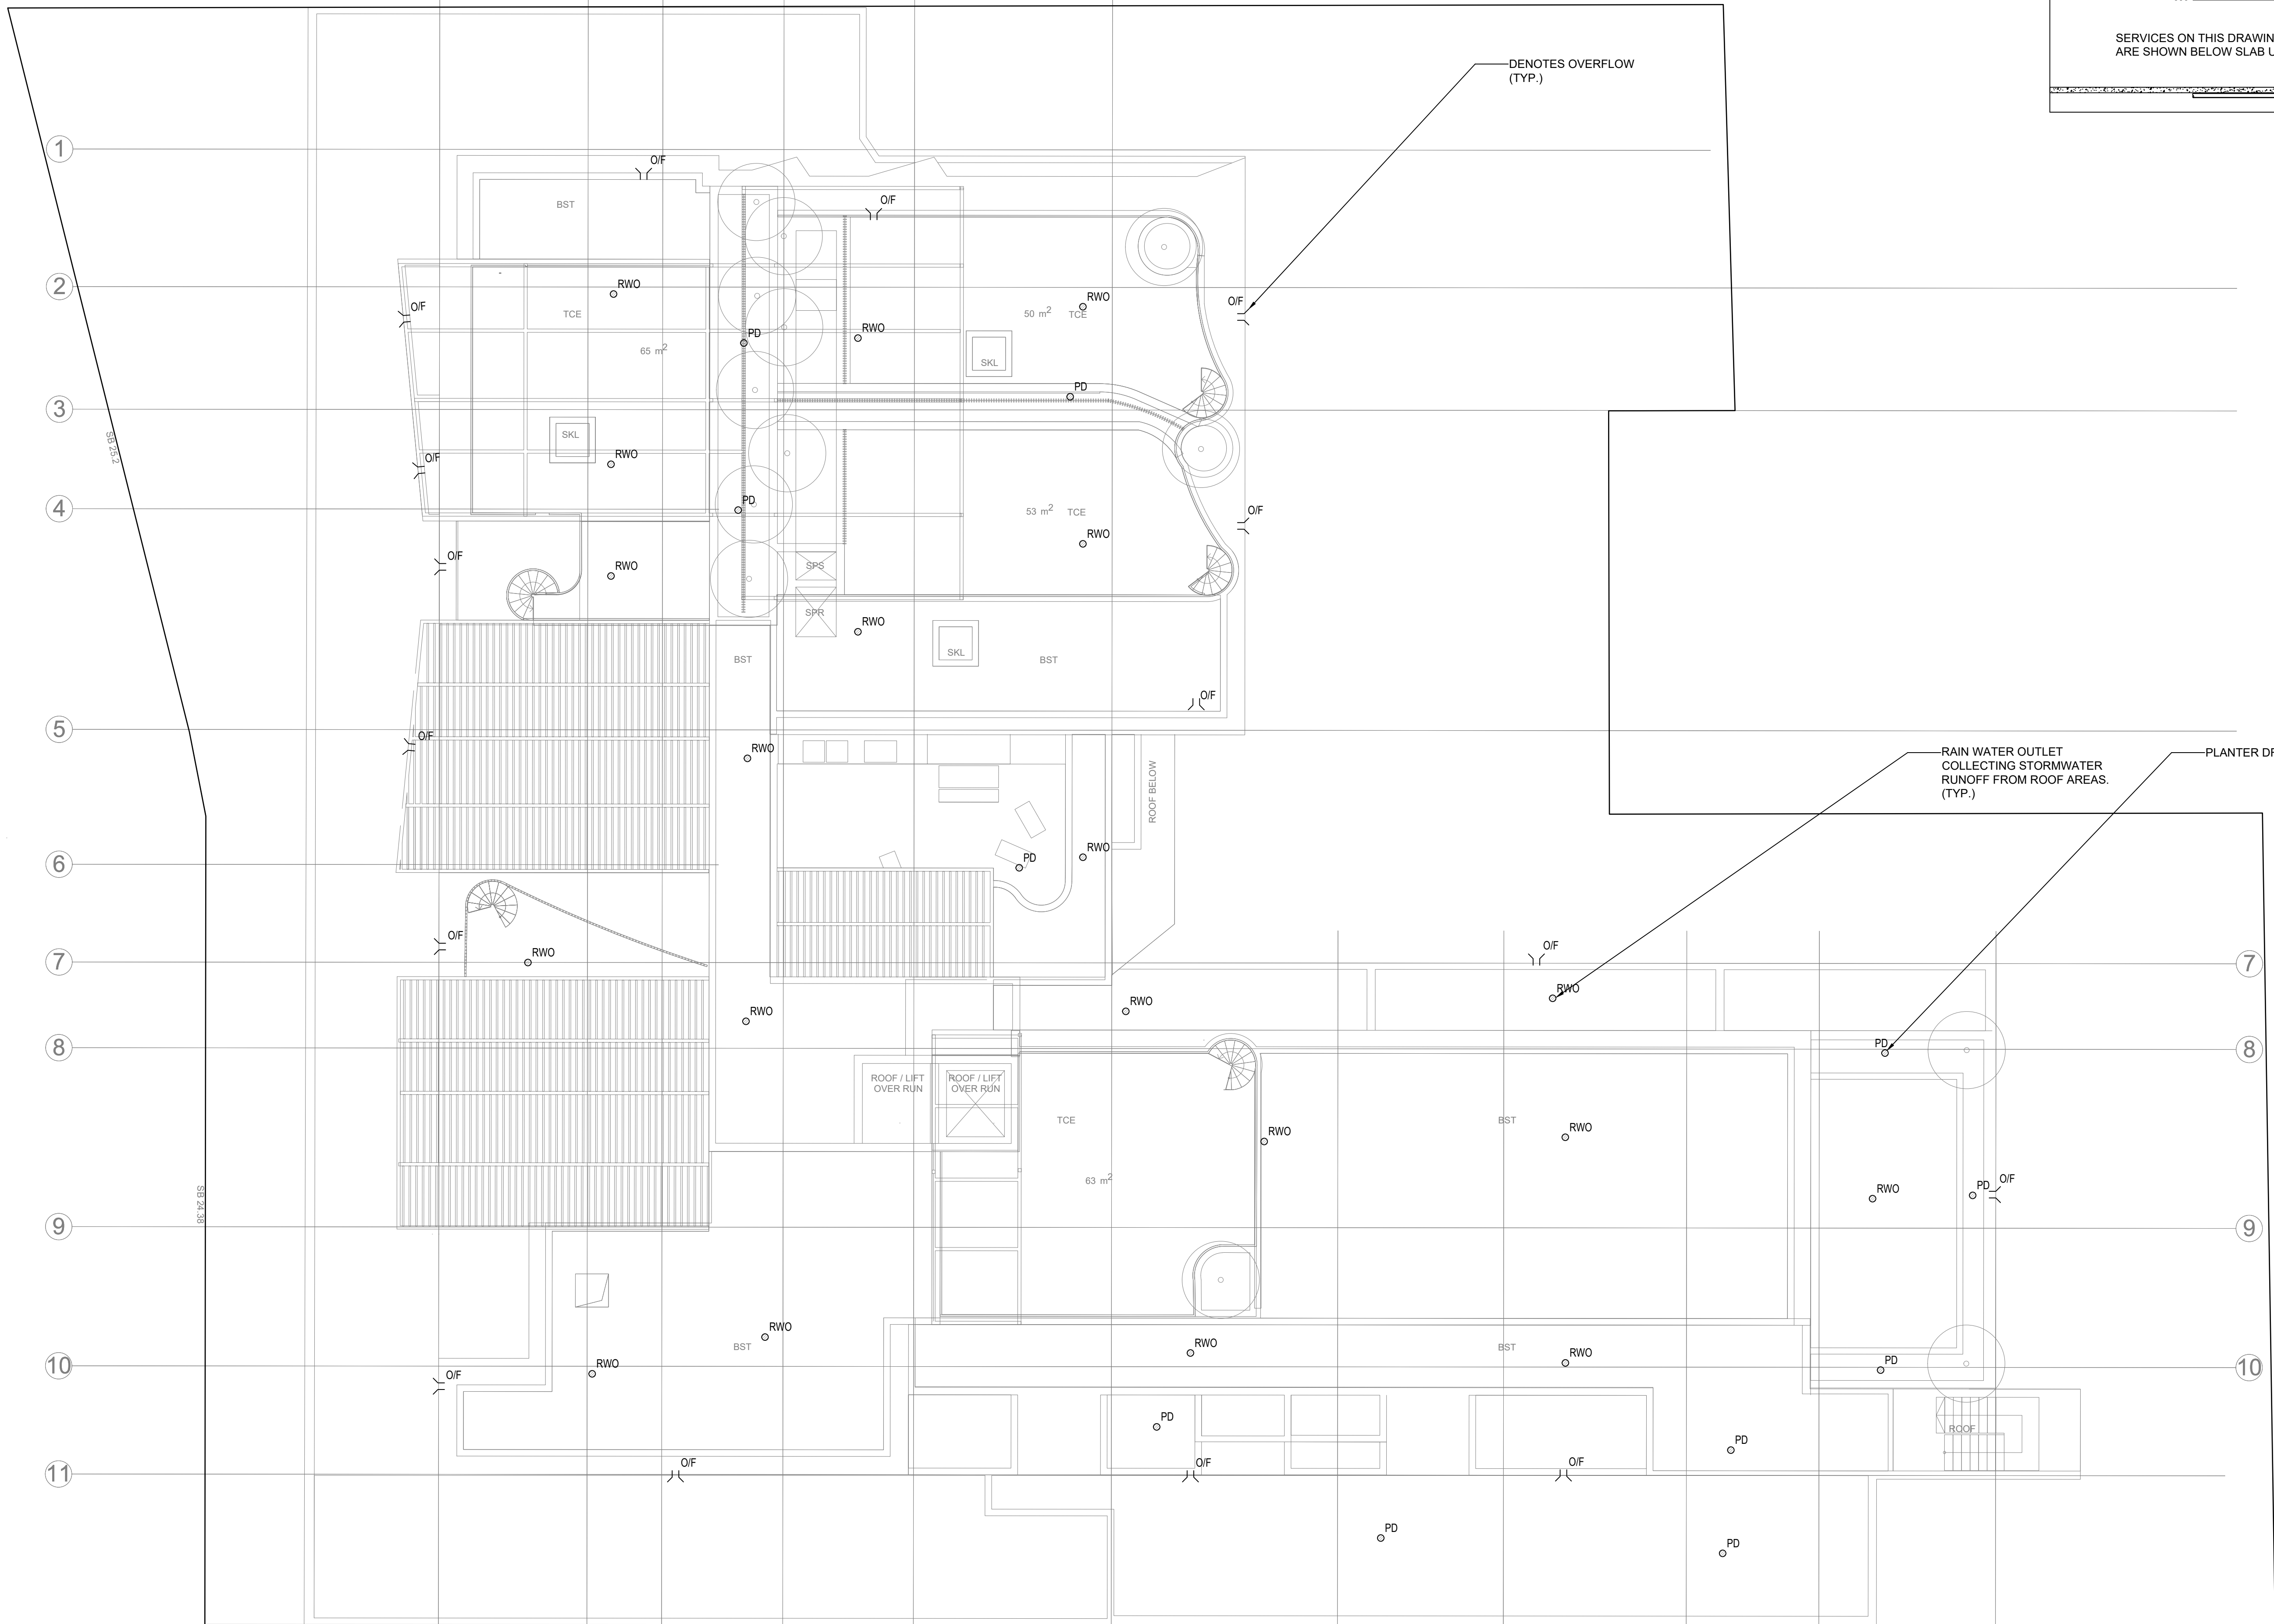 SERVICES ON THIS DRAWIN
ARE SHOWN BELOW SLAB U
DENOTES OVERFLOW
(TYP.)
1
O/F
BST
O/F
2
RWO
O/F
TCE
65 m2
PD
RWO
50 m2 TCE
RWO
SKL
O/F
PD
3
SB 25.2
SKL
O/F
RWO
4
PD
53 m2 TCE
O/F
RWO
O/F
RWO
SPS
SPR
RWO
BST
SKL
BST
O/F
5
O/F
RWO
ROOF BELOW
RAIN WATER OUTLET
COLLECTING STORMWATER
RUNOFF FROM ROOF AREAS.
(TYP.)
PLANTER DR
6
PD
RWO
O/F
O/F
7
RWO
7
RWO
RWO
RWO
8
PD
8
ROOF / LIFT
OVER RUN
ROOF / LIFT
OVER RUN
TCE
BST
RWO
RWO
63 m2
SB 24.38
RWO
PD
O/F
9
9
RWO
BST
RWO
BST
RWO
10
RWO
PD
10
O/F
PD
ROOF
PD
11
O/F
O/F
O/F
PD
PD